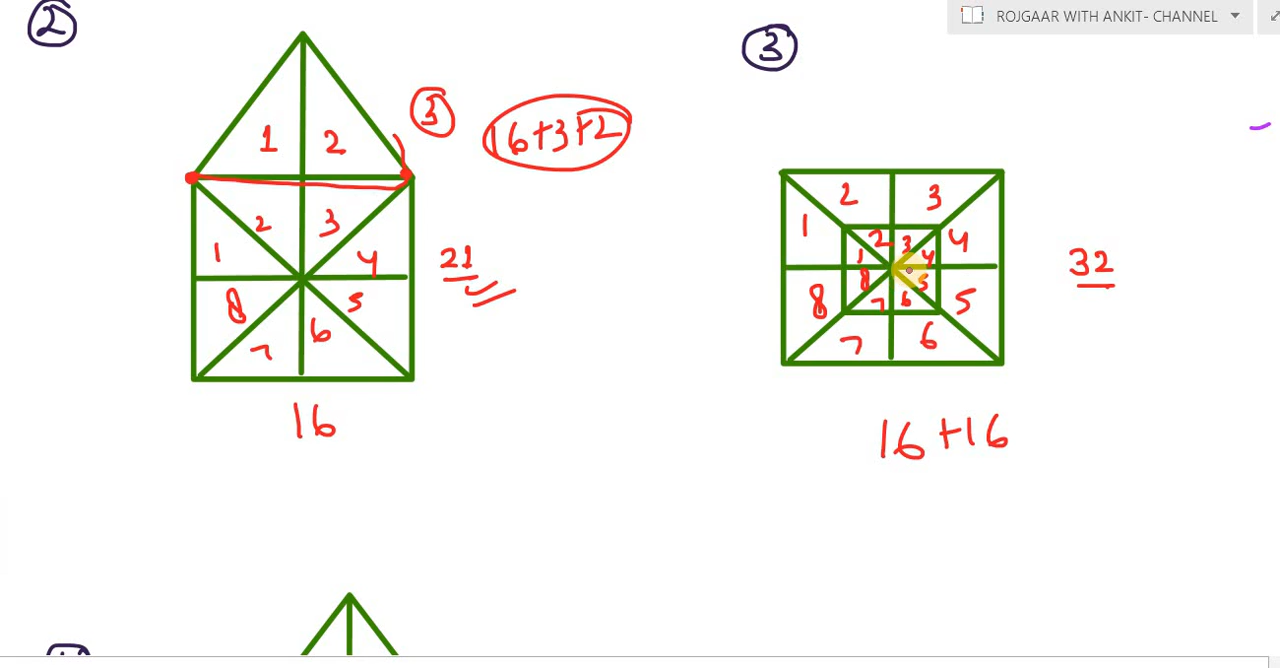 2
ROJGAAR WITH ANKIT- CHANNEL
3
1 2
3
16+3+2
1 2 3 4
8 7 6 5
21
16
1 2 3 4
1 2 3 4
8 7 6 5
8 7 6 5
32
16+16